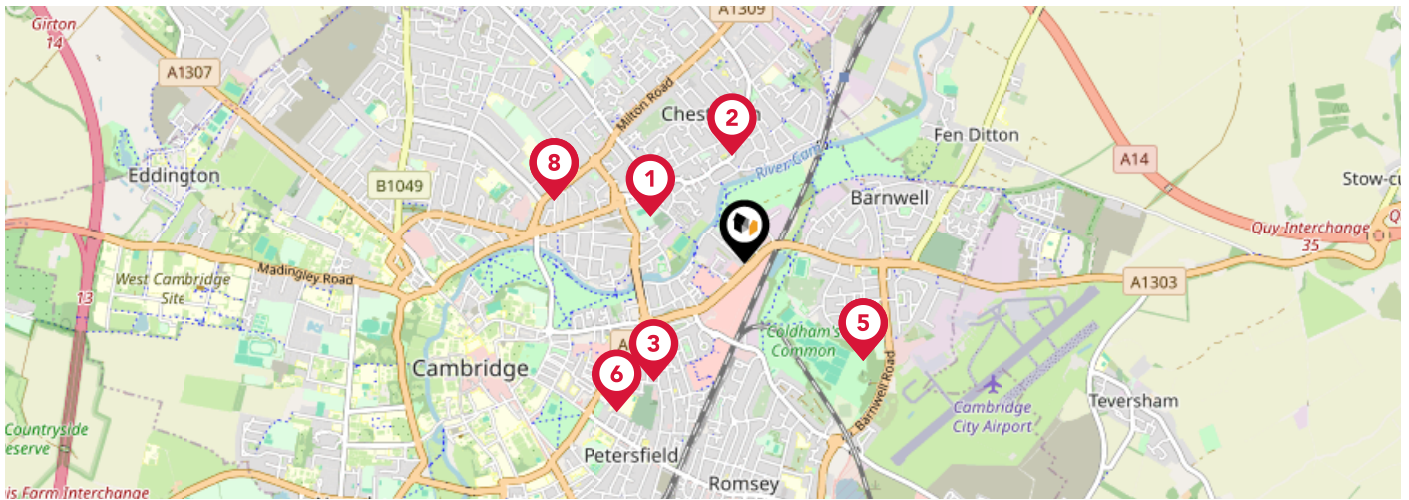 Girton
14
A1309
A1307
Milton Road
2
Fen Ditton
8
River Cam
A14
Eddington
B1049
1
Stow-cu
Barnwell
Quy Interchange
35
Madingley Road
West Cambridge
Site
13
A1303
5
Coldham's
Common
3
Cambridge
6
Barnwell Road
Cambridge
City Airport
Teversham
Countryside
eserve
Petersfield
Romsey
is Farm Interchange